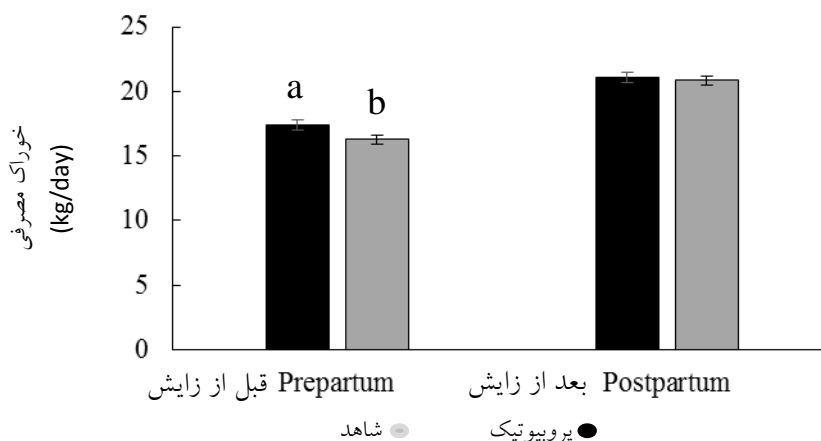 خوراک مصرفی
(kg/day)
25
20
15
10
5
0
a
b
قبل از زایش Prepartum
بعد از زایش Postpartum
شاهد
پروبیوتیک